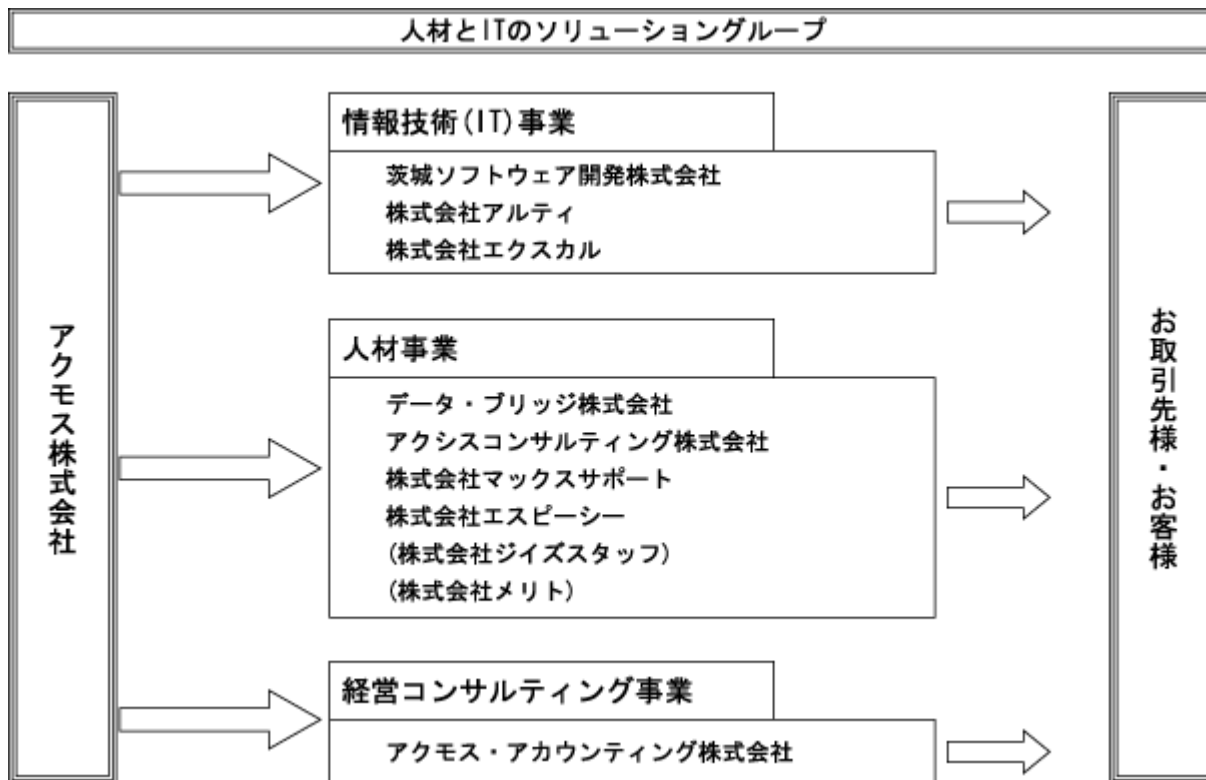 人材とITのソリューショングループ
アクモス株式会社
情報技術(IT)事業
茨城ソフトウェア開発株式会社
株式会社アルティ
株式会社エクスカル
人材事業
データ・ブリッジ株式会社
アクシスコンサルティング株式会社
株式会社マックスサポート
株式会社エスピーシー
(株式会社ジイズスタッフ)
(株式会社メリト)
経営コンサルティング事業
アクモス・アカウンティング株式会社
お取引先様・お客様